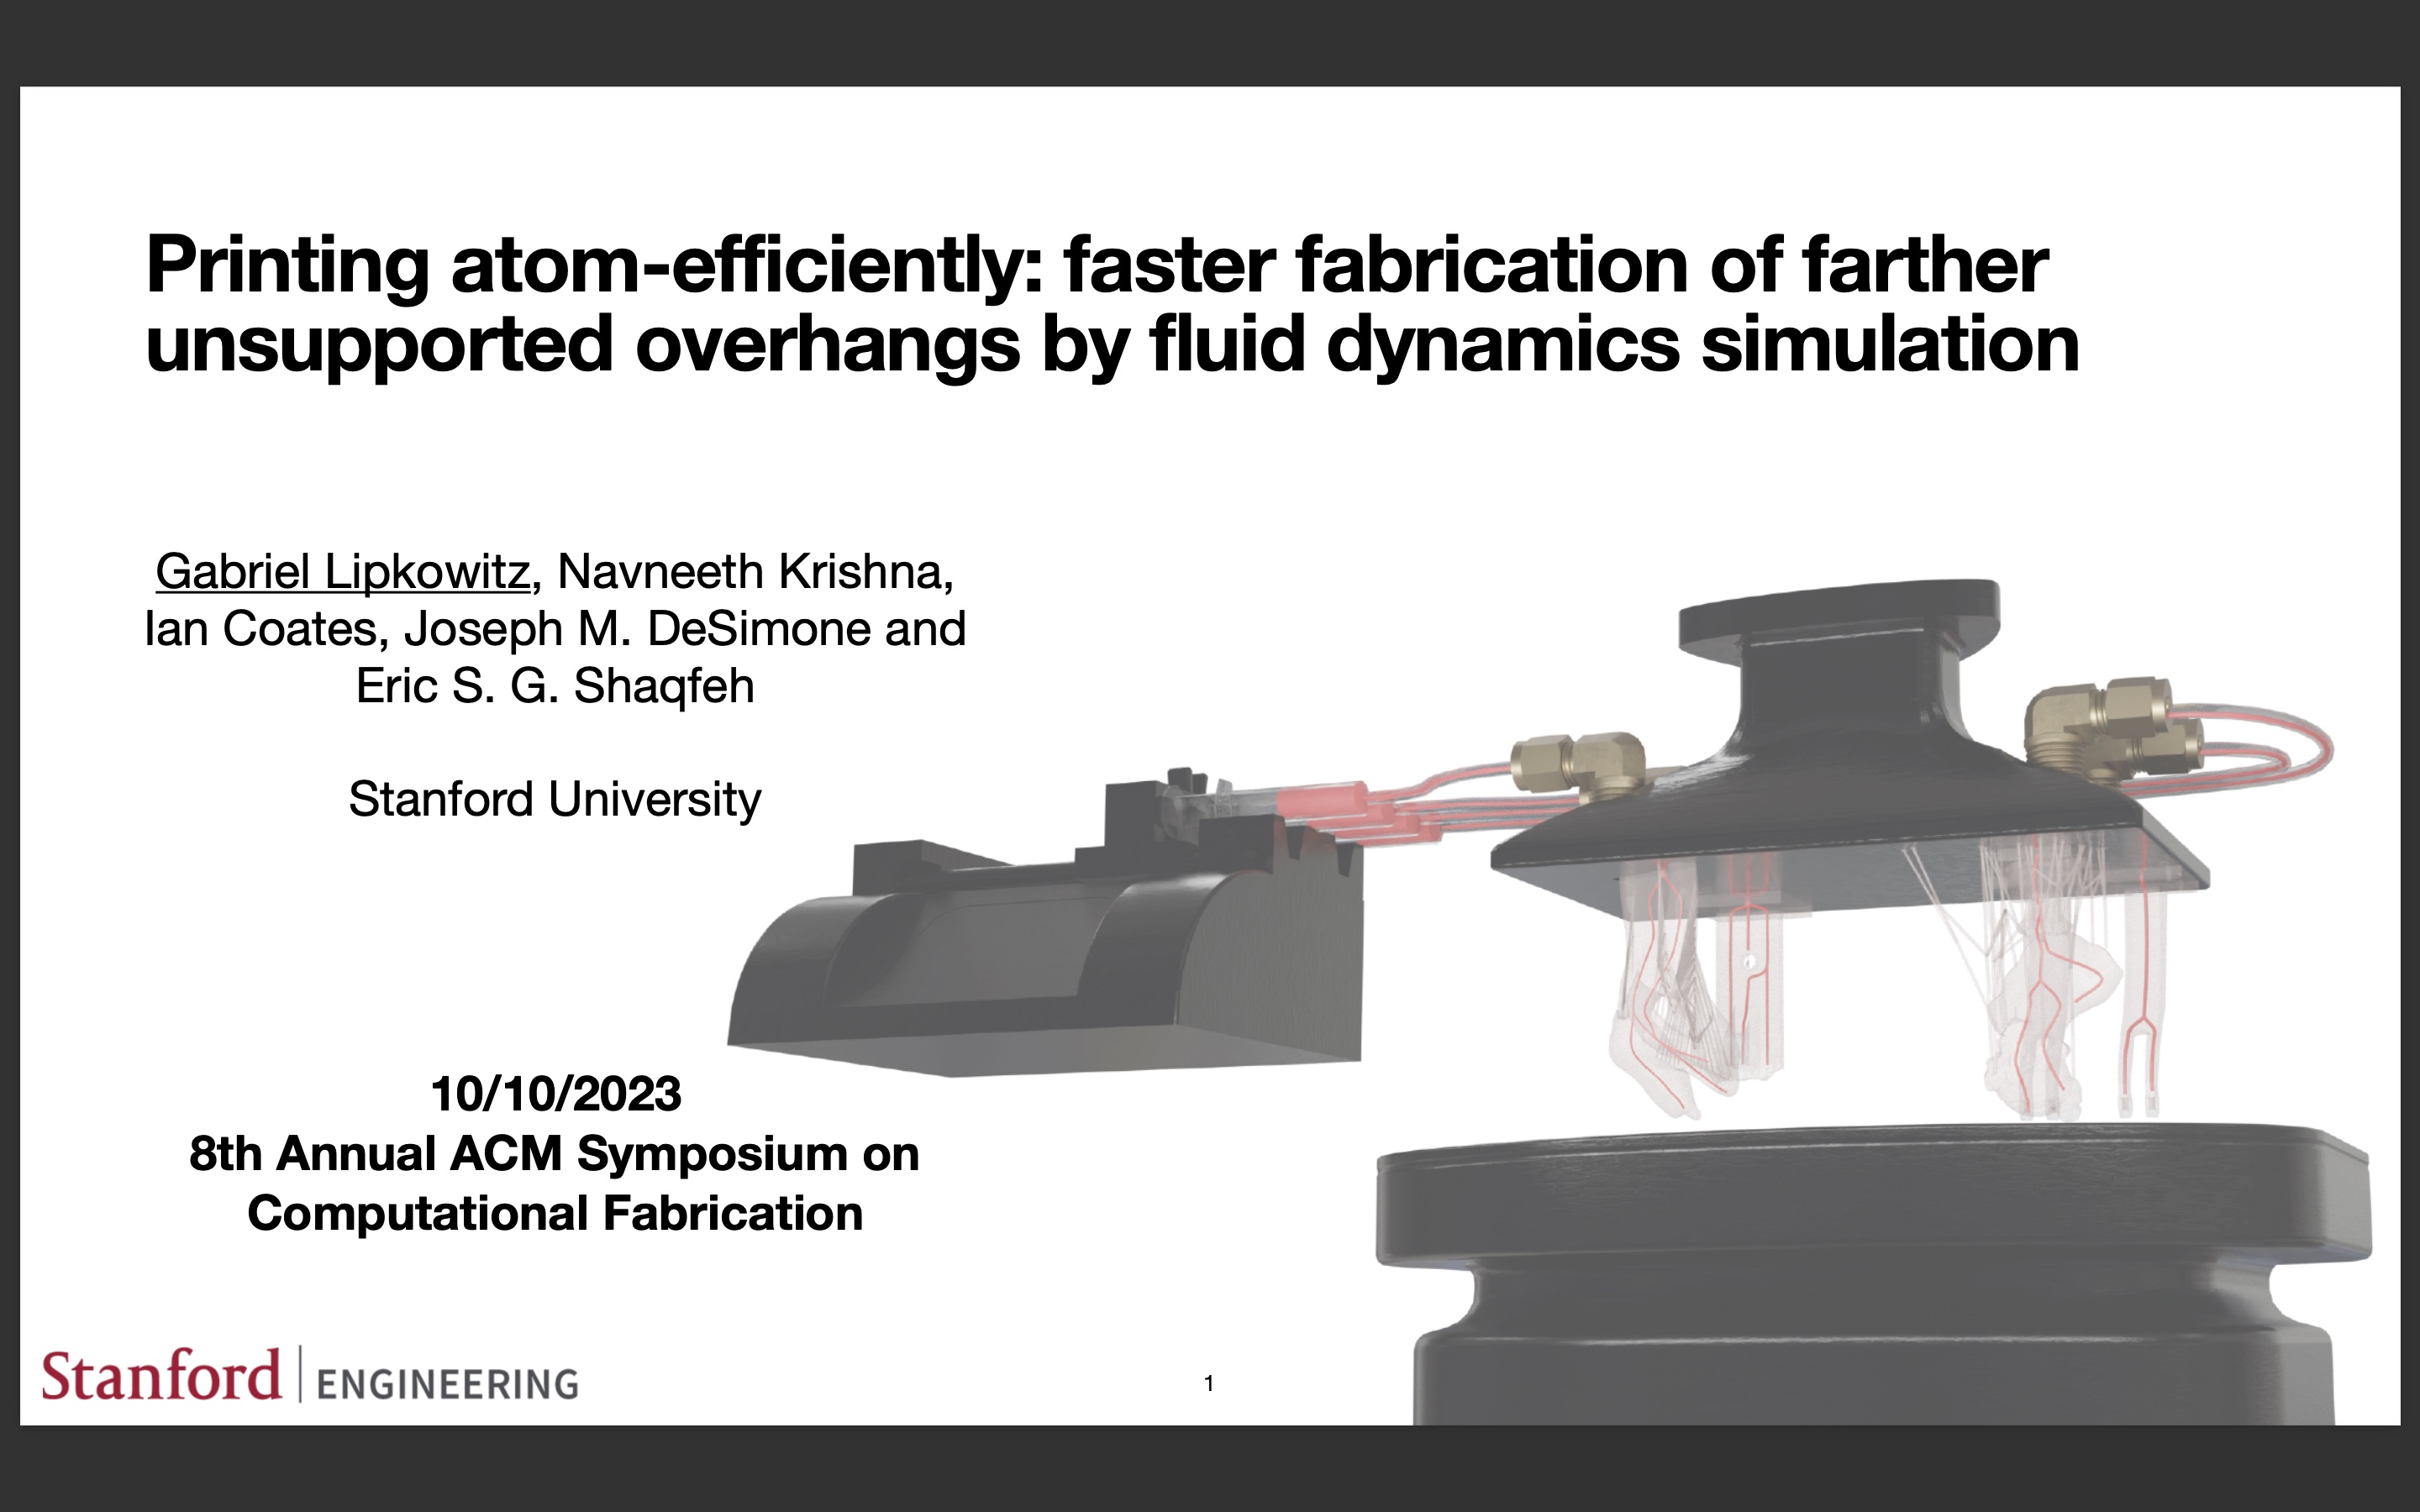 Printing atom-efficiently: faster fabrication of farther
unsupported overhangs by fluid dynamics simulation
Gabriel Lipkowitz, Navneeth Krishna,
Ian Coates, Joseph M. DeSimone and
Eric S. G. Shaqfeh
Stanford University
10/10/2023
8th Annual ACM Symposium on
Computational Fabrication
Stanford | ENGINEERING
1